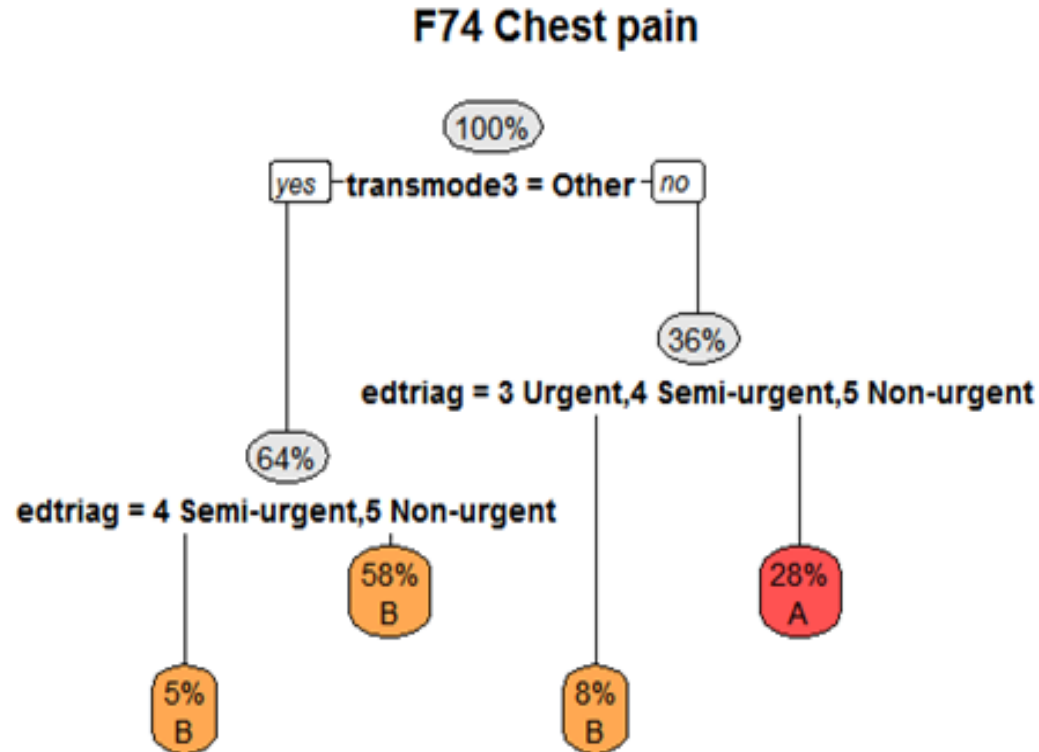 F74 Chest pain
100%
yes transmode3 = Other no
36%
edtriag = 3 Urgent,4 Semi-urgent,5 Non-urgent
64%
edtriag = 4 Semi-urgent,5 Non-urgent
58%
B
28%
A
5%
B
8%
B